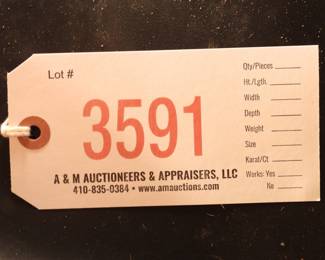 Lot #
3591
A & M AUCTIONEERS & APPRAISERS, LLC
410-835-0384 • www.amauctions.com
Qty/Pieces
Ht./Lgth.
Width
Depth
Weight
Size
Karat/Ct
Works: Yes
No